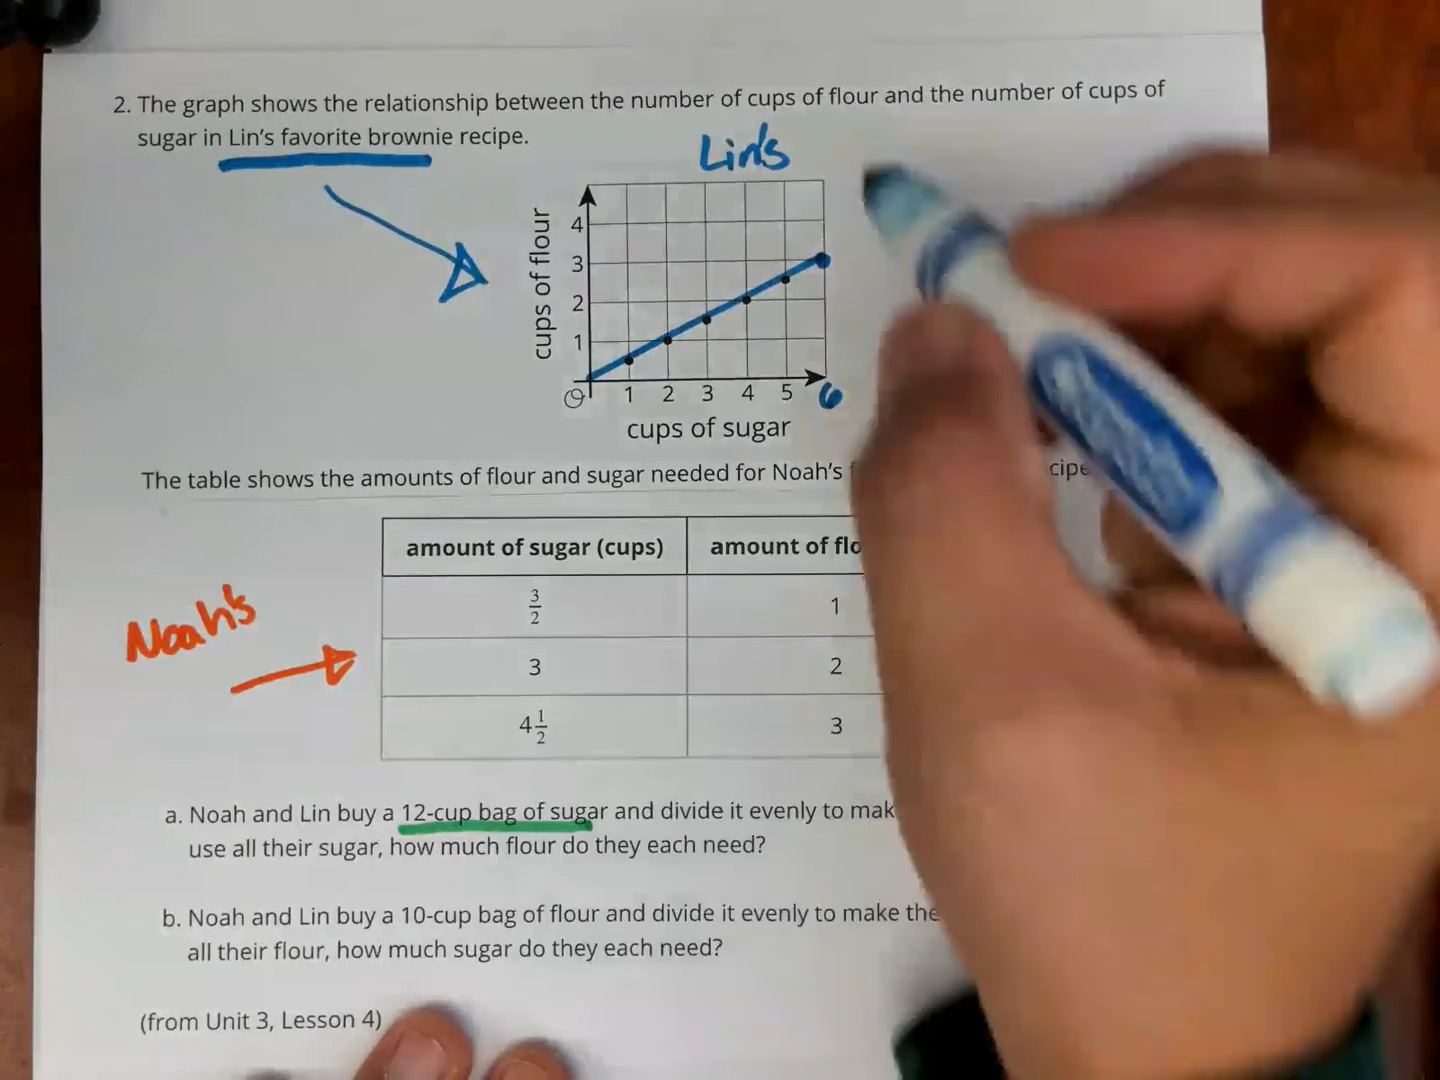 2. The graph shows the relationship between the number of cups of flour and the number of cups of
sugar in Lin's favorite brownie recipe.
Lin's
cups of flour
4
3
2
1
O 1 2 3 4 5 6
cups of sugar
The table shows the amounts of flour and sugar needed for Noah's
amount of sugar (cups) amount of
3/2 1
Noah's
3 2
4 1/2 3
a. Noah and Lin buy a 12-cup bag of sugar and divide it evenly to
use all their sugar, how much flour do they each need?
b. Noah and Lin buy a 10-cup bag of flour and divide it evenly to make
all their flour, how much sugar do they each need?
(from Unit 3, Lesson 4)